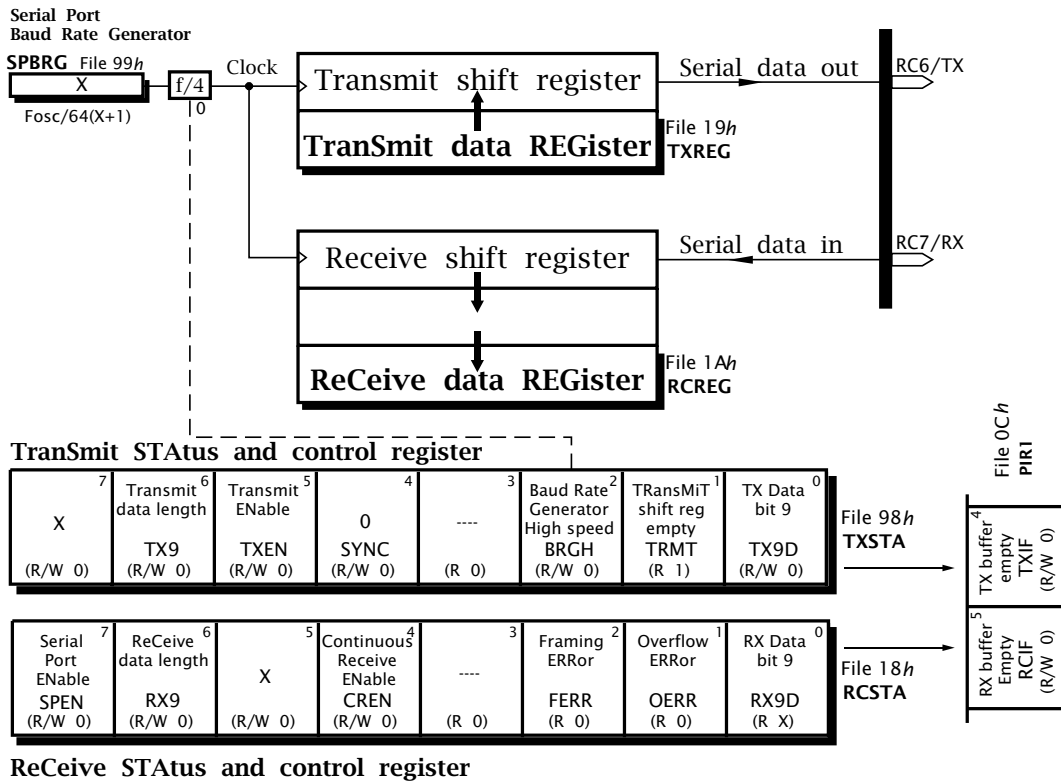 Serial Port
Baud Rate Generator
SPBRG File 99h
X
Fosc/64(X+1)
f/4
0
Clock
Transmit shift register
TranSmit data REGister
File 19h
TXREG
Serial data out
RC6/TX
Receive shift register
ReCeive data REGister
File 1Ah
RCREG
Serial data in
RC7/RX
TranSmit STAtus and control register
7
X
(R/W 0)
6
Transmit
data length
TX9
(R/W 0)
5
Transmit
ENable
TXEN
(R/W 0)
4
0
SYNC
(R/W 0)
3
----
(R 0)
2
Baud Rate
Generator
High speed
BRGH
(R/W 0)
1
TRansMiT
shift reg
empty
TRMT
(R 1)
0
TX Data
bit 9
TX9D
(R/W 0)
File 98h
TXSTA
7
Serial
Port
ENable
SPEN
(R/W 0)
6
ReCeive
data length
RX9
(R/W 0)
5
X
(R/W 0)
4
Continuous
Receive
ENable
CREN
(R/W 0)
3
----
(R 0)
2
Framing
ERRor
FERR
(R 0)
1
Overflow
ERRor
OERR
(R 0)
0
RX Data
bit 9
RX9D
(R X)
File 18h
RCSTA
ReCeive STAtus and control register
File 0Ch
PIR1
4
TX buffer
empty
TXIF
(R/W 0)
5
RX buffer
Empty
RCIF
(R/W 0)